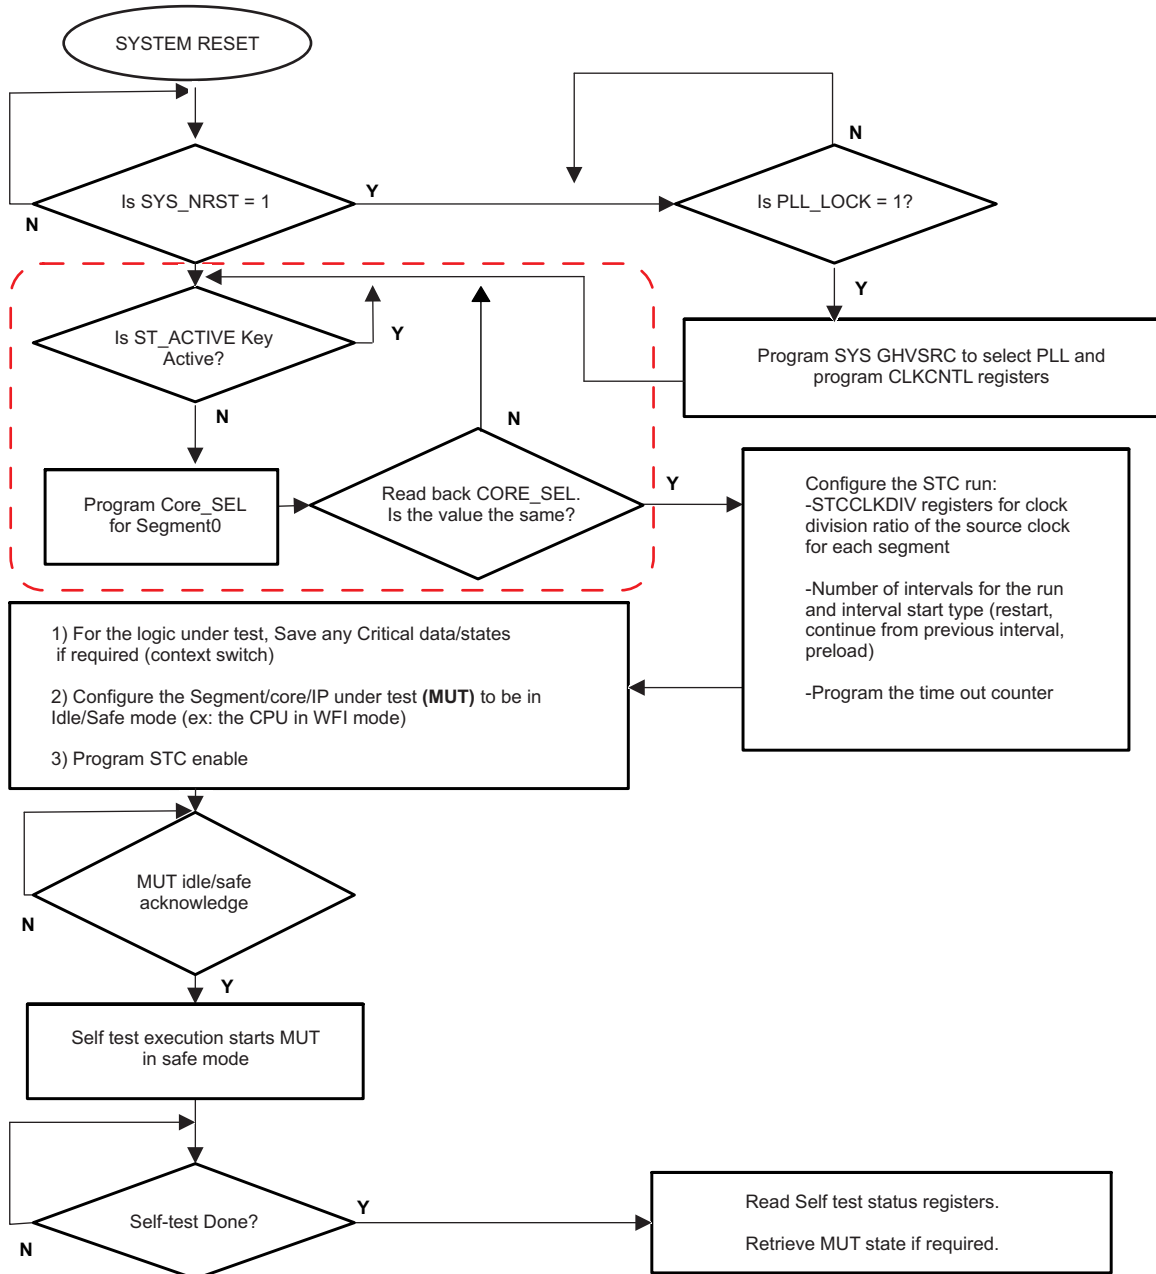 SYSTEM RESET
N
Is SYS_NRST = 1
Y
Is PLL_LOCK = 1?
N
Y
Is ST_ACTIVE Key
Active?
Y
Program SYS GHVSRC to select PLL and
program CLKCNTL registers
N
N
Program Core_SEL
for Segment0
Read back CORE_SEL.
Is the value the same?
Y
Configure the STC run:
-STCCLKDIV registers for clock
division ratio of the source clock
for each segment
-Number of intervals for the run
and interval start type (restart,
continue from previous interval,
preload)
-Program the time out counter
1) For the logic under test, Save any Critical data/states
if required (context switch)
2) Configure the Segment/core/IP under test (MUT) to be in
Idle/Safe mode (ex: the CPU in WFI mode)
3) Program STC enable
MUT idle/safe
acknowledge
N
Y
Self test execution starts MUT
in safe mode
Self-test Done?
Y
N
Read Self test status registers.
Retrieve MUT state if required.